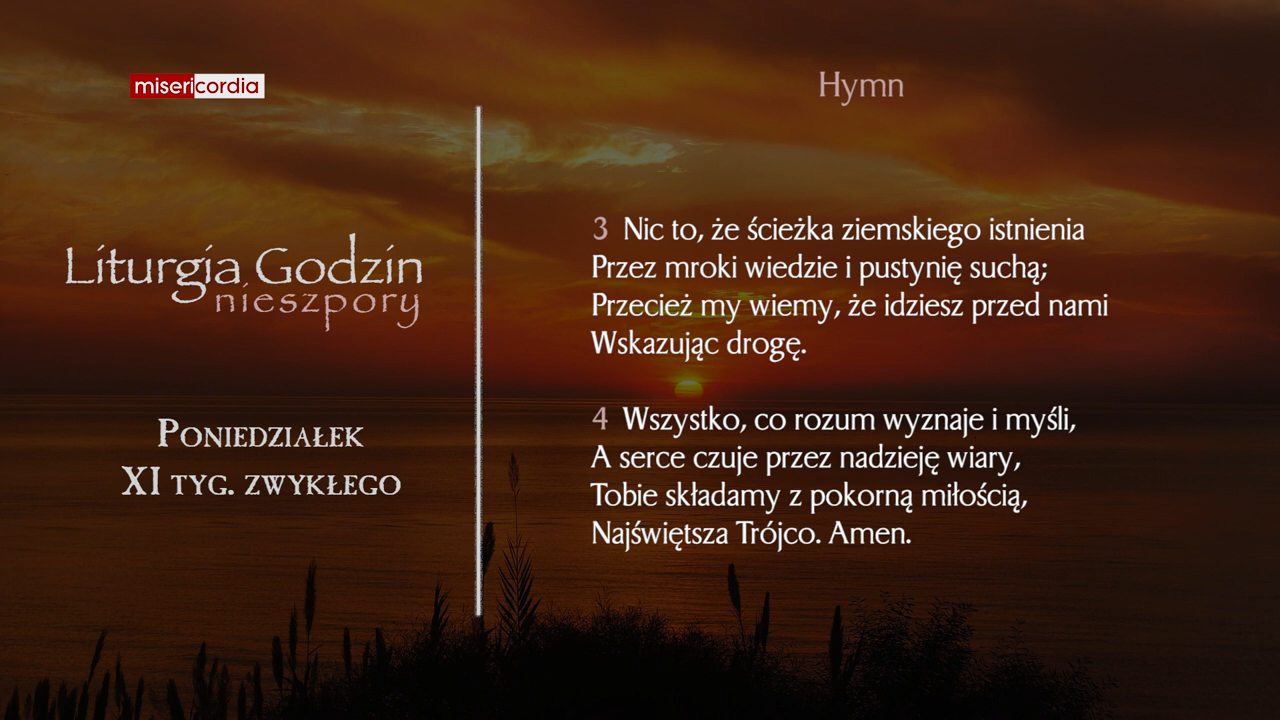 misericordia
Liturgia Godzin
nieszpory
Poniedziałek
XI tyg. zwykłego
Hymn
3 Nic to, że ścieżka ziemskiego istnienia
Przez mroki wiedzie i pustynię suchą;
Przecież my wiemy, że idziesz przed nami
Wskazując drogę.
4 Wszystko, co rozum wyznaje i myśli,
A serce czuje przez nadzieję wiary,
Tobie składamy z pokorną miłością,
Najświętsza Trójco. Amen.